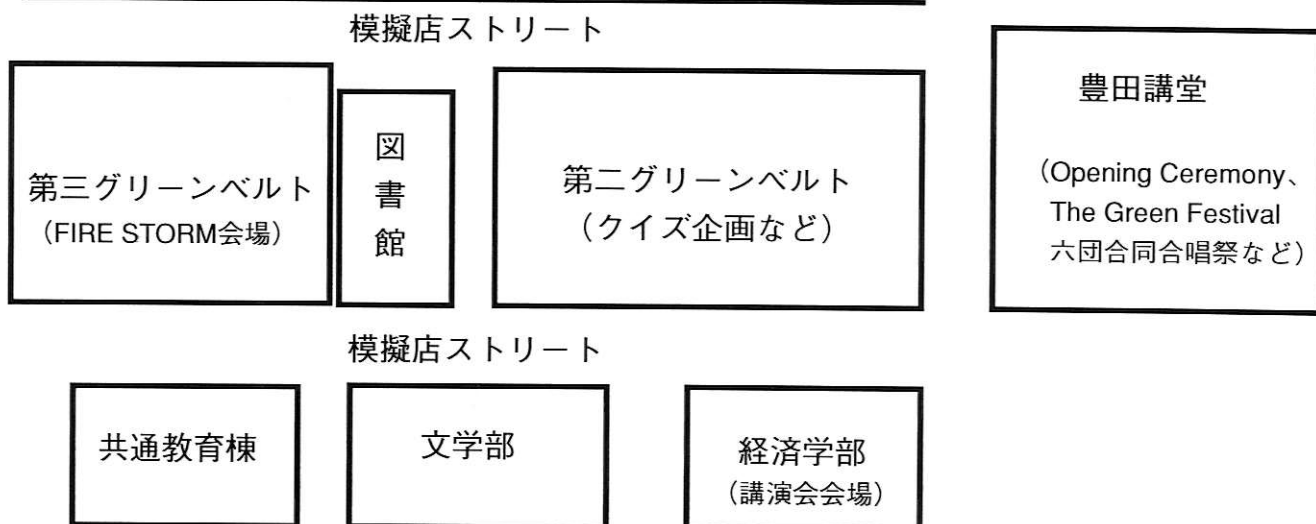 模擬店ストリート
第三グリーンベルト
（FIRE STORM会場）
図書館
第二グリーンベルト
（クイズ企画など）
豊田講堂
（Opening Ceremony、
The Green Festival
六団合同合唱祭など）
模擬店ストリート
共通教育棟
文学部
経済学部
（講演会会場）